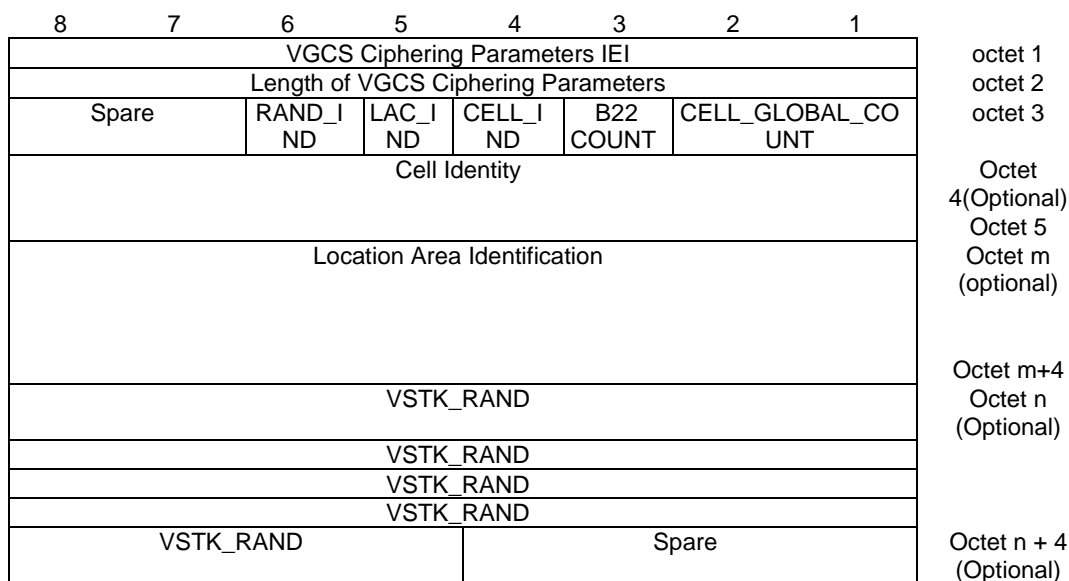 8 7 6 5 4 3 2 1
VGCS Ciphering Parameters IEI octet 1
Length of VGCS Ciphering Parameters octet 2
Spare RAND_I LAC_I CELL_I B22 CELL_GLOBAL_CO octet 3
ND ND ND COUNT UNT
Cell Identity Octet
4(Optional)
Octet 5
Location Area Identification Octet m
(optional)
Octet m+4
VSTK_RAND Octet n
(Optional)
VSTK_RAND
VSTK_RAND
VSTK_RAND
VSTK_RAND Spare Octet n + 4
(Optional)